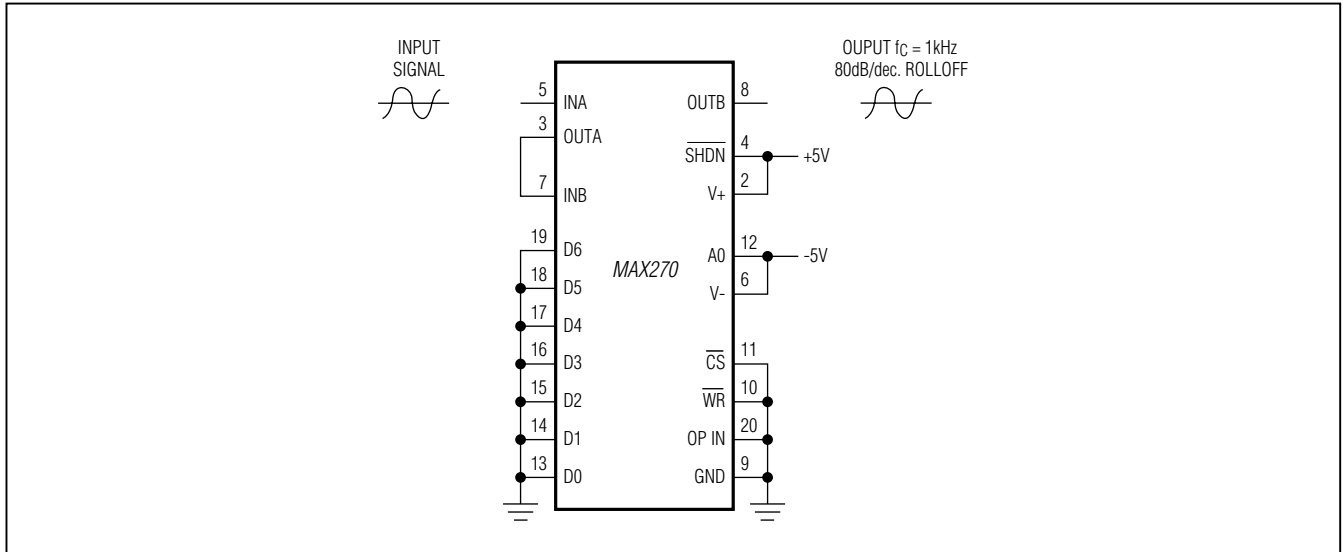 INPUT
SIGNAL
OUPUT fC = 1kHz
80dB/dec. ROLLOFF
5 INA
OUTB 8
3 OUTA
SHDN 4 +5V
V+ 2
7 INB
19 D6
A0 12 -5V
18 D5
MAX270
V- 6
17 D4
16 D3
CS 11
15 D2
WR 10
14 D1
OP IN 20
13 D0
GND 9